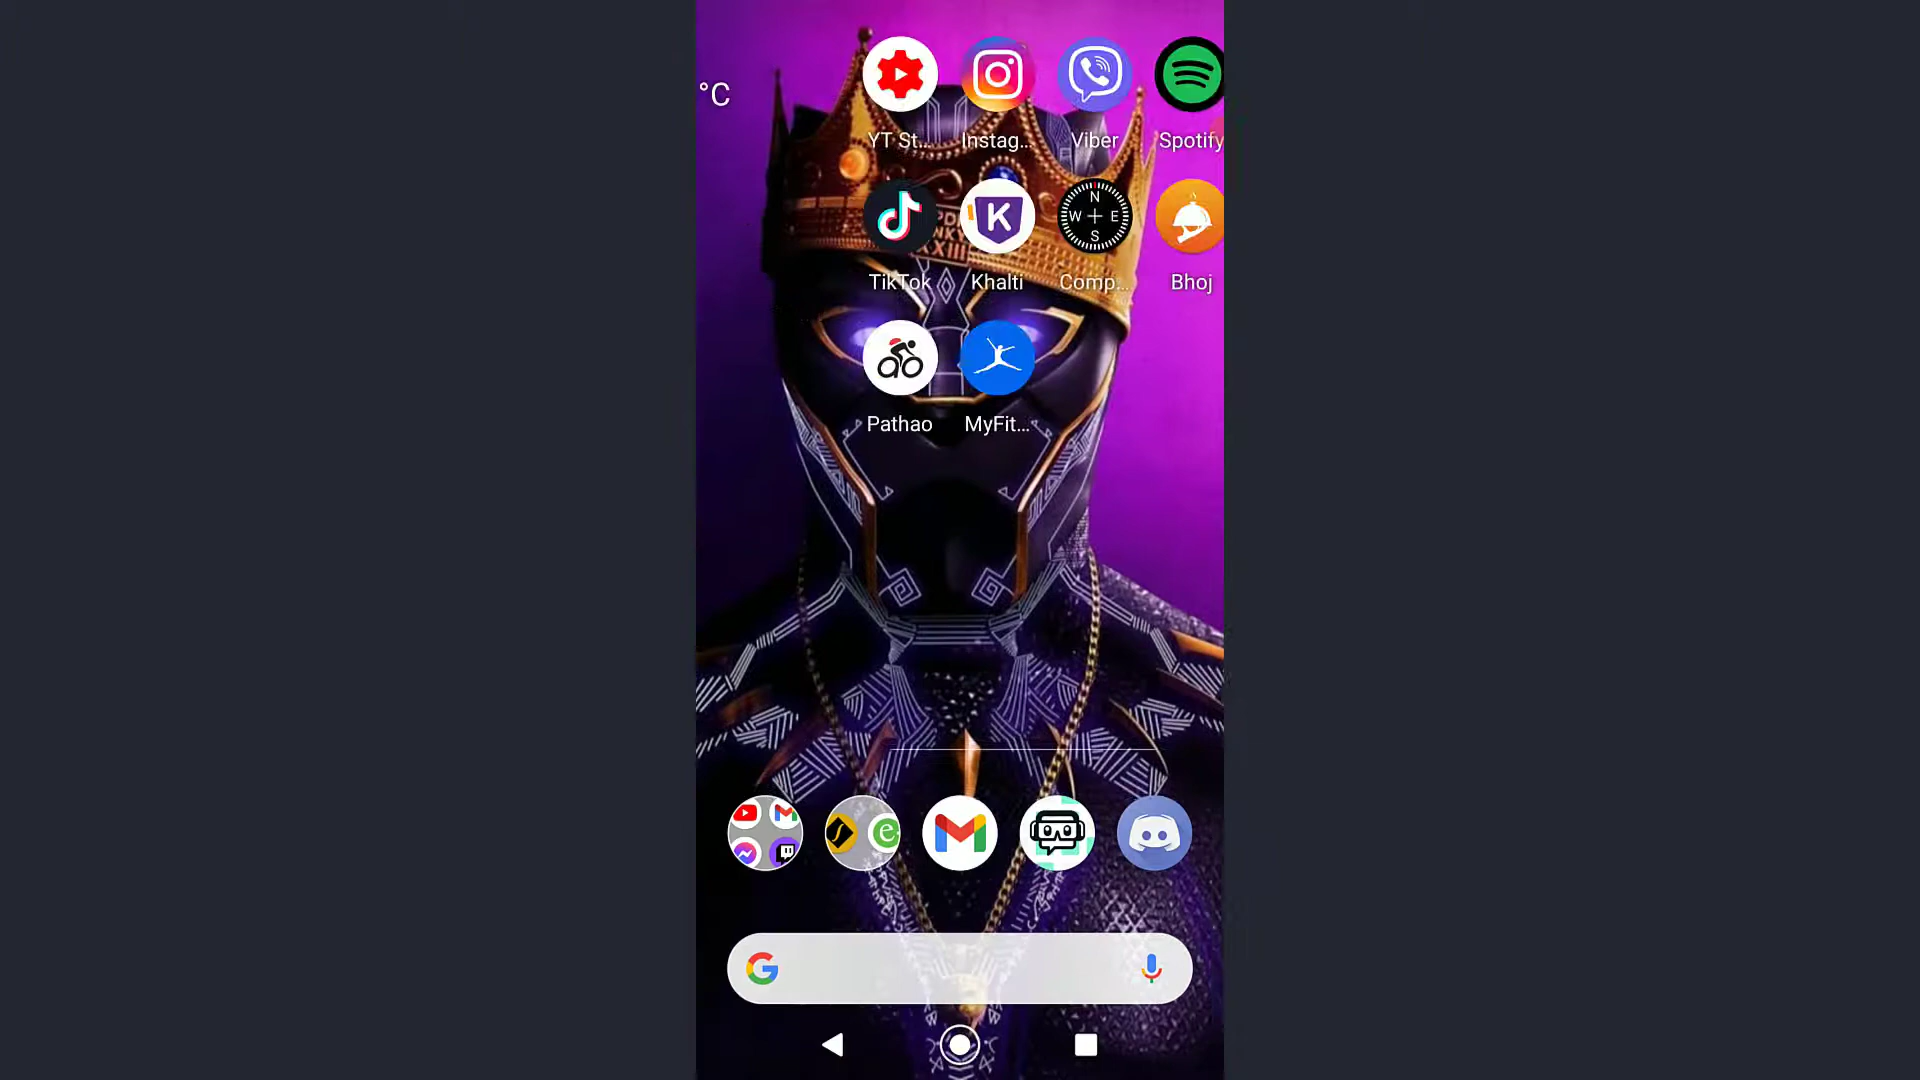 °C
YT St...
Instag...
Viber
Spotify
N
W
E
S
K
TikTok
Khalti
Comp...
Bhoj
Pathao
MyFit...